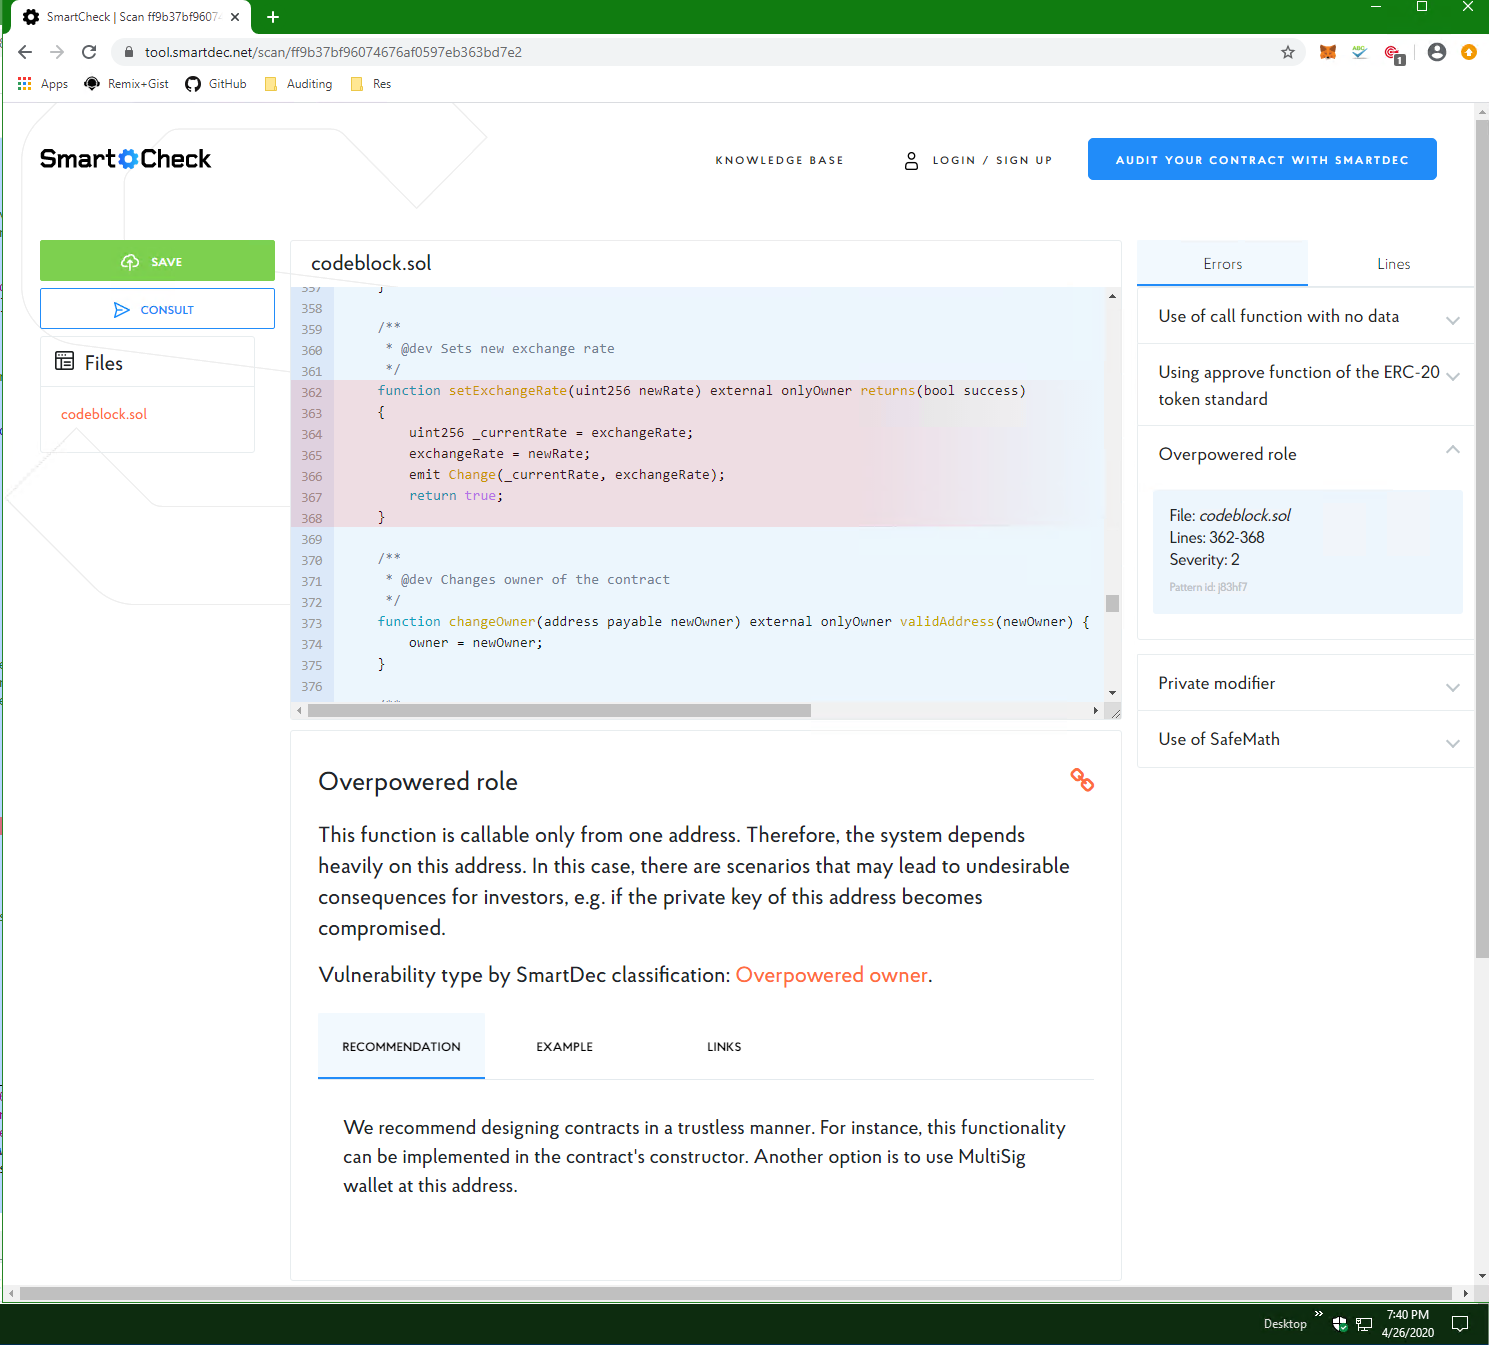 SmartCheck | Scan ff9b37bf9607
tool.smartdec.net/scan/ff9b37bf96074676af0597eb363bd7e2
ABC
1
Apps
Remix+Gist
GitHub
Auditing
Res
SmartCheck
KNOWLEDGE BASE
LOGIN / SIGN UP
AUDIT YOUR CONTRACT WITH SMARTDEC
SAVE
CONSULT
Files
codeblock.sol
codeblock.sol
357 }
358
359 /**
360 * @dev Sets new exchange rate
361 */
362 function setExchangeRate(uint256 newRate) external onlyOwner returns(bool success)
363 {
364 uint256 _currentRate = exchangeRate;
365 exchangeRate = newRate;
366 emit Change(_currentRate, exchangeRate);
367 return true;
368 }
369
370 /**
371 * @dev Changes owner of the contract
372 */
373 function changeOwner(address payable newOwner) external onlyOwner validAddress(newOwner) {
374 owner = newOwner;
375 }
376
Errors
Lines
Use of call function with no data
Using approve function of the ERC-20
token standard
Overpowered role
File: codeblock.sol
Lines: 362-368
Severity: 2
Pattern id: j83hf7
Private modifier
Use of SafeMath
Overpowered role
This function is callable only from one address. Therefore, the system depends
heavily on this address. In this case, there are scenarios that may lead to undesirable
consequences for investors, e.g. if the private key of this address becomes
compromised.
Vulnerability type by SmartDec classification: Overpowered owner.
RECOMMENDATION
EXAMPLE
LINKS
We recommend designing contracts in a trustless manner. For instance, this functionality
can be implemented in the contract's constructor. Another option is to use MultiSig
wallet at this address.
Desktop
7:40 PM
4/26/2020